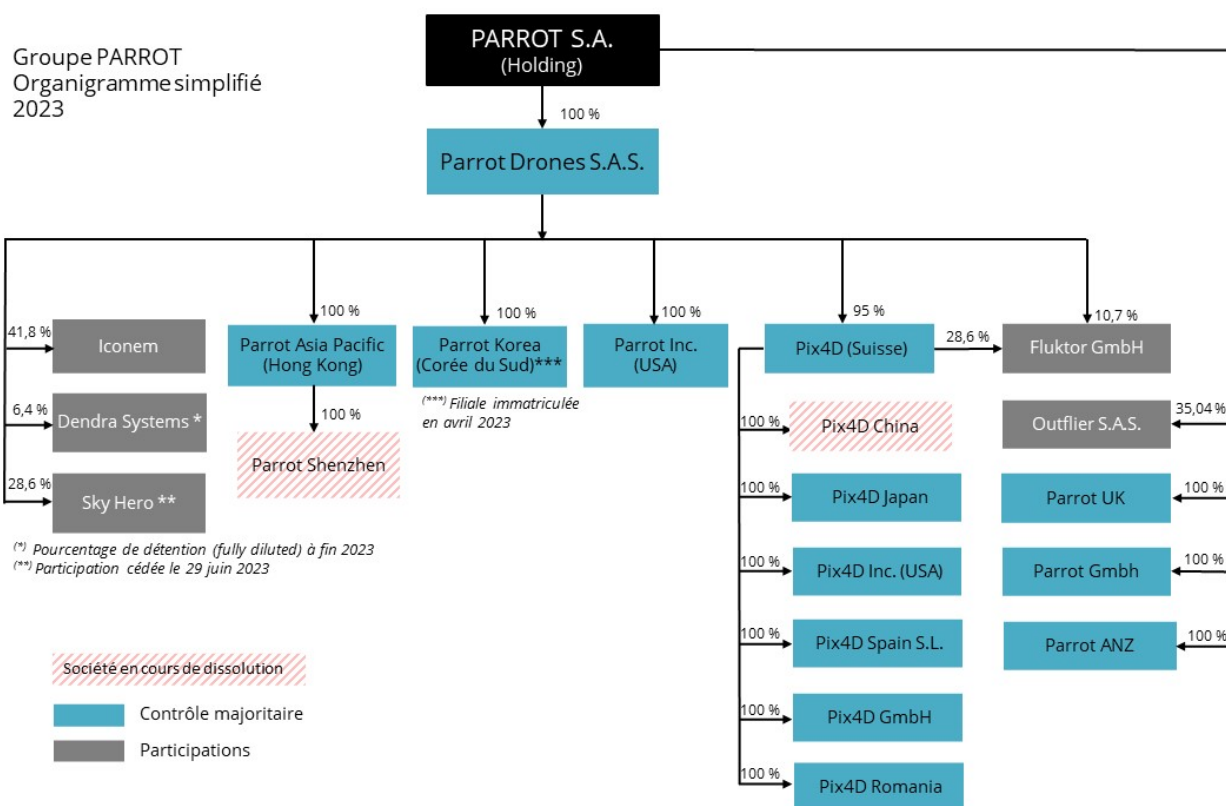 Groupe PARROT
Organigramme simplifié
2023
PARROT S.A.
(Holding)
100 %
Parrot Drones S.A.S.
41,8 %
Iconem
6,4 %
Dendra Systems *
28,6 %
Sky Hero **
100 %
Parrot Asia Pacific
(Hong Kong)
100 %
Parrot Shenzhen
100 %
Parrot Korea
(Corée du Sud)***
(***) Filiale immatriculée
en avril 2023
100 %
Parrot Inc.
(USA)
95 %
Pix4D (Suisse)
28,6 %
10,7 %
Fluktor GmbH
100 %
Pix4D China
100 %
Pix4D Japan
100 %
Pix4D Inc. (USA)
100 %
Pix4D Spain S.L.
100 %
Pix4D GmbH
100 %
Pix4D Romania
Outflier S.A.S.
35,04%
Parrot UK
100 %
Parrot Gmbh
100 %
Parrot ANZ
100%
(*) Pourcentage de détention (fully diluted) à fin 2023
(**) Participation cédée le 29 juin 2023
Société en cours de dissolution
Contrôle majoritaire
Participations